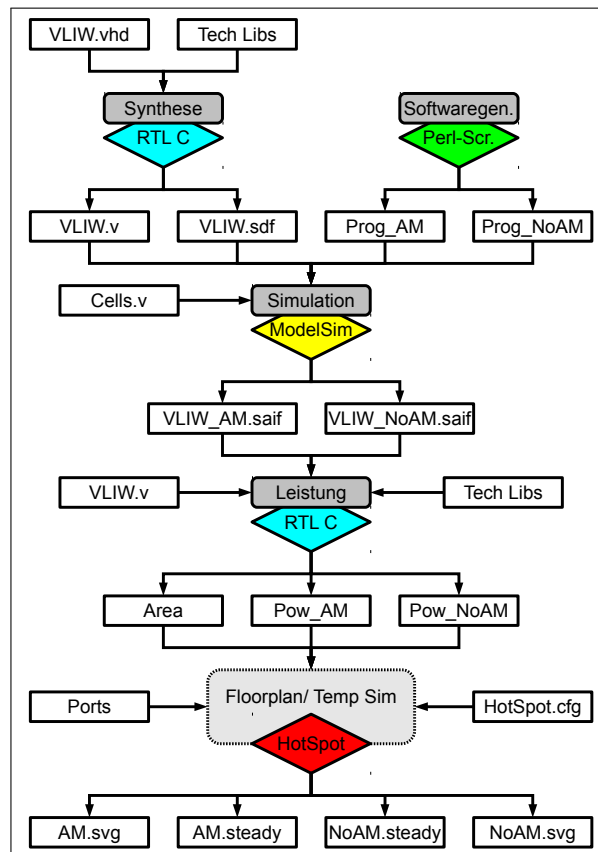 VLIW.vhd
Tech Libs
Synthese
Softwaregen.
RTL C
Perl-Scr.
VLIW.v
VLIW.sdf
Prog_AM
Prog_NoAM
Cells.v
Simulation
ModelSim
VLIW_AM.saif
VLIW_NoAM.saif
VLIW.v
Leistung
Tech Libs
RTL C
Area
Pow_AM
Pow_NoAM
Floorplan/ Temp Sim
Ports
HotSpot.cfg
HotSpot
AM.svg
AM.steady
NoAM.steady
NoAM.svg